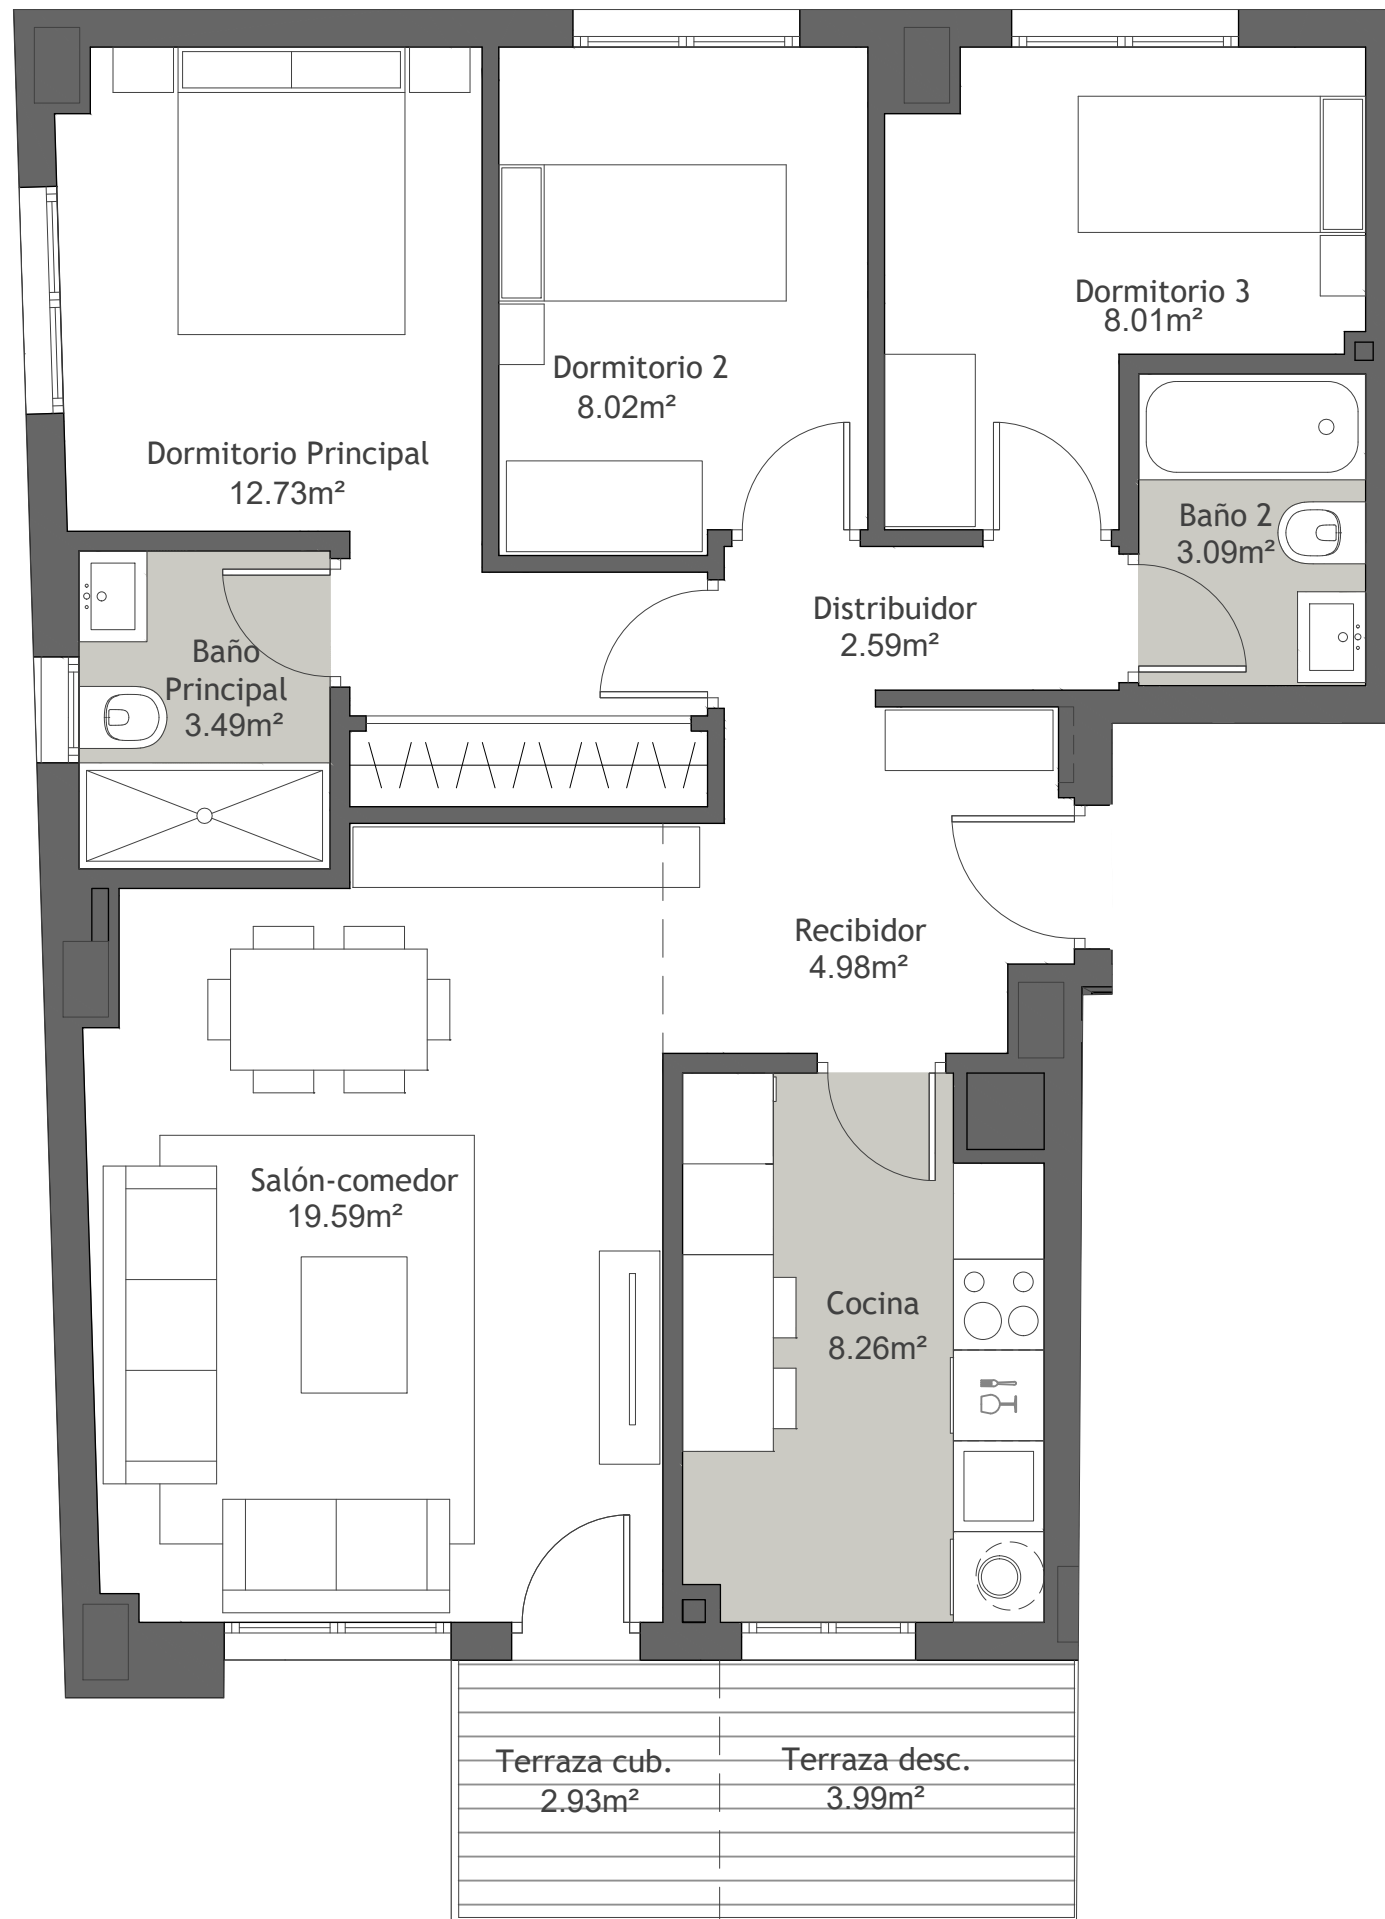 Dormitorio 3
8.01m²
Dormitorio 2
8.02m²
Dormitorio Principal
12.73m²
Baño 2
3.09m²
Distribuidor
2.59m²
Baño
Principal
3.49m²
Recibidor
4.98m²
Salón-comedor
19.59m²
Cocina
8.26m²
Terraza cub.
2.93m²
Terraza desc.
3.99m²